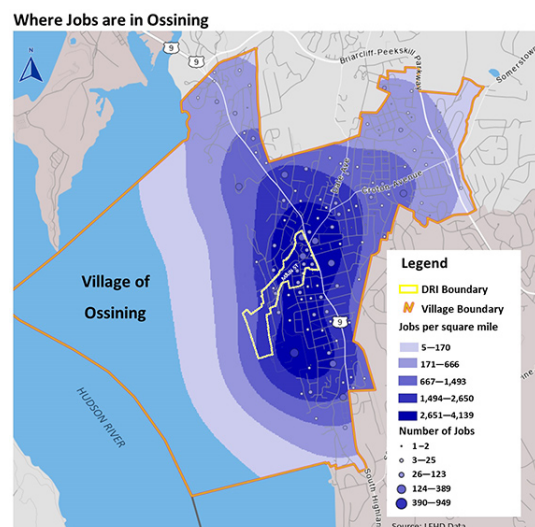 Where Jobs are in Ossining
N
9
9
Briarcliff-Peekskill
Parkway
Somerstown
Croton-Avenue
Main St
Village of
Ossining
9
HUDSON RIVER
South Highland
Legend
DRI Boundary
Village Boundary
Jobs per square mile
5—170
171—666
667—1,493
1,494—2,650
2,651—4,139
Number of Jobs
1—2
3—25
26—123
124—389
390—949
Source: LEHD Data